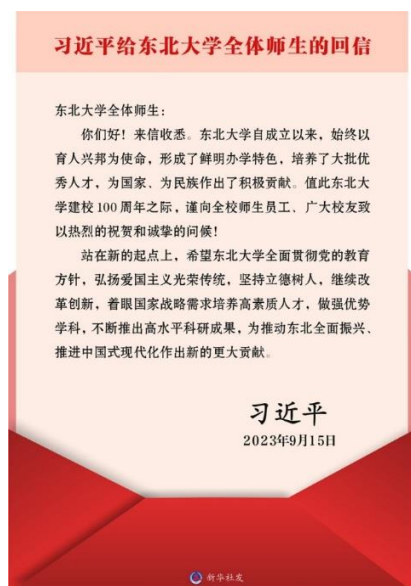 习近平给东北大学全体师生的回信
东北大学全体师生：
你们好！来信收悉。东北大学自成立以来，始终以
育人兴邦为使命，形成了鲜明办学特色，培养了大批优
秀人才，为国家、为民族作出了积极贡献。值此东北大
学建校100周年之际，谨向全校师生员工、广大校友致
以热烈的祝贺和诚挚的问候！
站在新的起点上，希望东北大学全面贯彻党的教育
方针，弘扬爱国主义光荣传统，坚持立德树人，继续改
革创新，着眼国家战略需求培养高素质人才，做强优势
学科，不断推出高水平科研成果，为推动东北全面振兴、
推进中国式现代化作出新的更大贡献。
习近平
2023年9月15日
新华社发